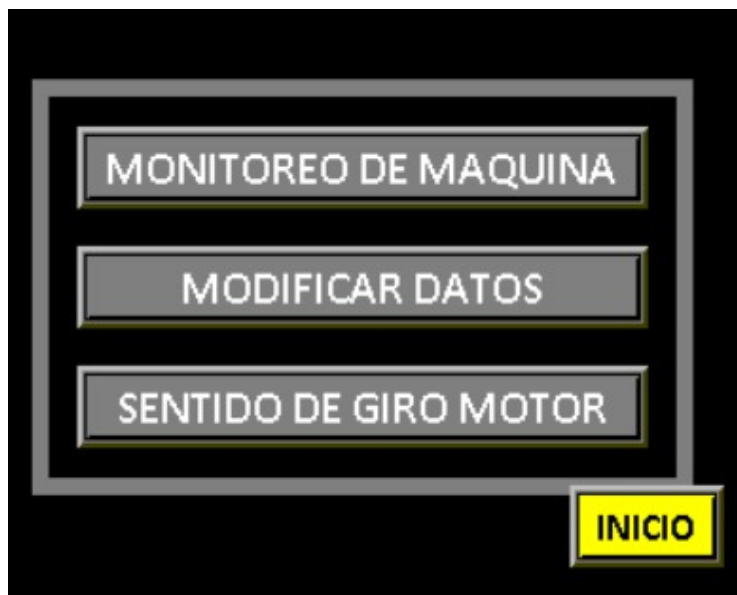 MONITOREO DE MAQUINA
MODIFICAR DATOS
SENTIDO DE GIRO MOTOR
INICIO